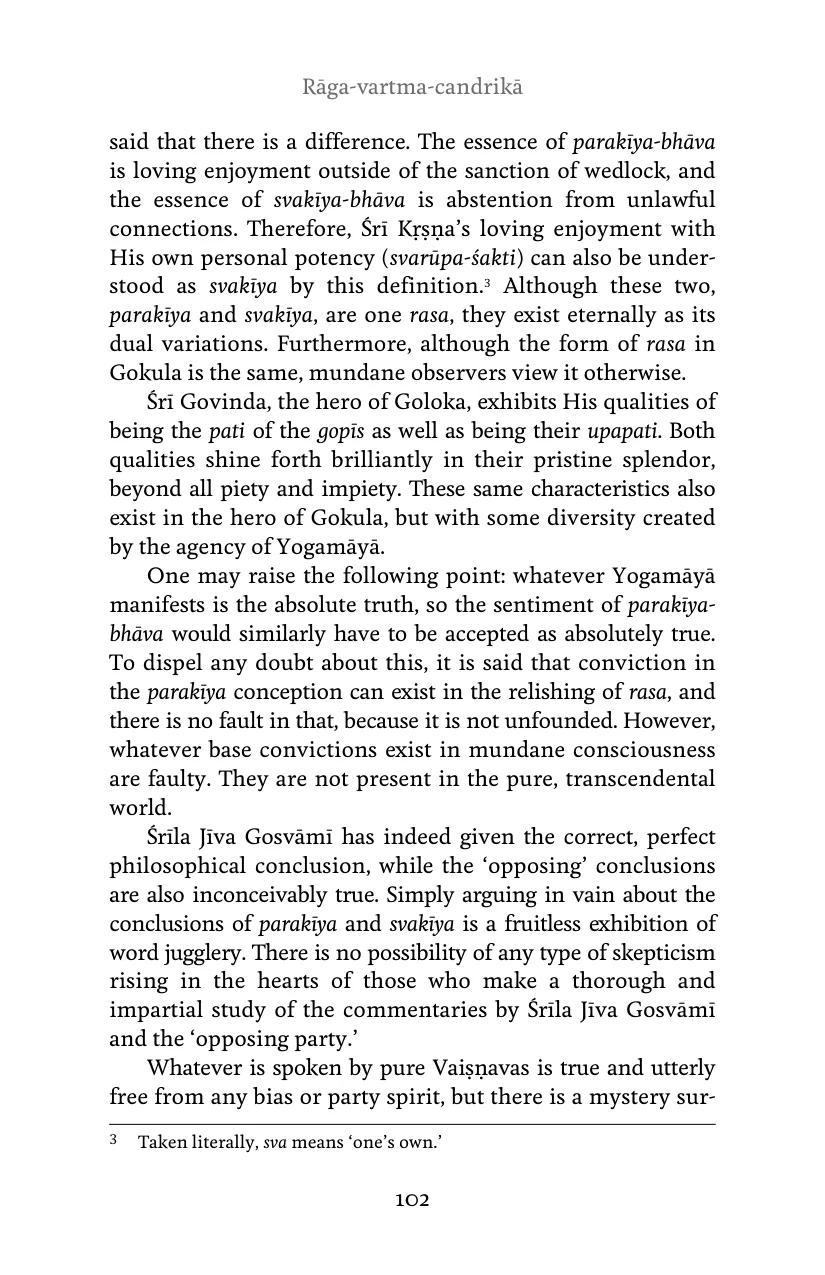 Rāga-vartma-candrikā
said that there is a difference. The essence of parakīya-bhāva
is loving enjoyment outside of the sanction of wedlock, and
the essence of svakīya-bhāva is abstention from unlawful
connections. Therefore, Śrī Kṛṣṇa’s loving enjoyment with
His own personal potency (svarūpa-śakti) can also be under-
stood as svakīya by this definition.³ Although these two,
parakīya and svakīya, are one rasa, they exist eternally as its
dual variations. Furthermore, although the form of rasa in
Gokula is the same, mundane observers view it otherwise.
Śrī Govinda, the hero of Goloka, exhibits His qualities of
being the pati of the gopīs as well as being their upapati. Both
qualities shine forth brilliantly in their pristine splendor,
beyond all piety and impiety. These same characteristics also
exist in the hero of Gokula, but with some diversity created
by the agency of Yogamāyā.
One may raise the following point: whatever Yogamāyā
manifests is the absolute truth, so the sentiment of parakīya-
bhāva would similarly have to be accepted as absolutely true.
To dispel any doubt about this, it is said that conviction in
the parakīya conception can exist in the relishing of rasa, and
there is no fault in that, because it is not unfounded. However,
whatever base convictions exist in mundane consciousness
are faulty. They are not present in the pure, transcendental
world.
Śrīla Jīva Gosvāmī has indeed given the correct, perfect
philosophical conclusion, while the ‘opposing’ conclusions
are also inconceivably true. Simply arguing in vain about the
conclusions of parakīya and svakīya is a fruitless exhibition of
word jugglery. There is no possibility of any type of skepticism
rising in the hearts of those who make a thorough and
impartial study of the commentaries by Śrīla Jīva Gosvāmī
and the ‘opposing party.’
Whatever is spoken by pure Vaiṣṇavas is true and utterly
free from any bias or party spirit, but there is a mystery sur-
3 Taken literally, sva means ‘one’s own.’
102